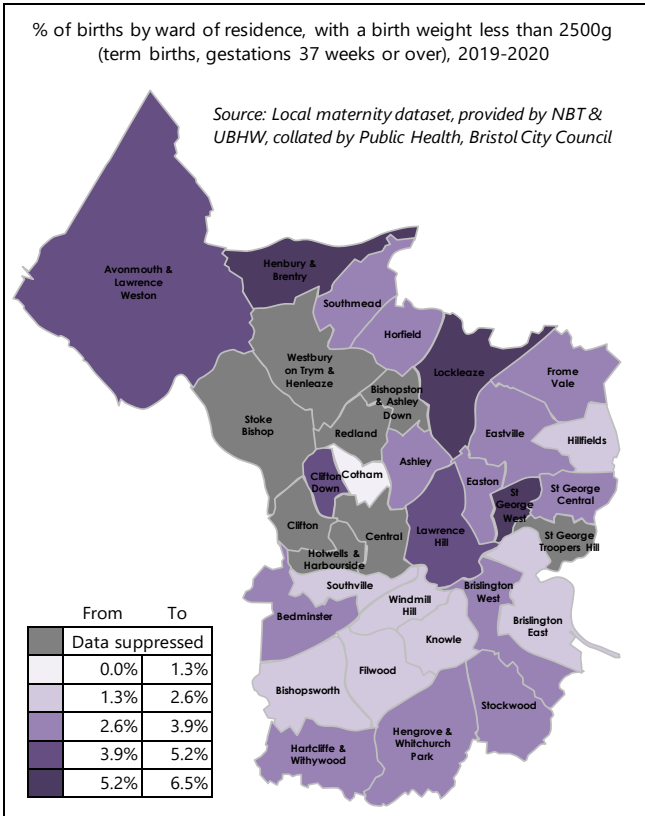 % of births by ward of residence, with a birth weight less than 2500g
(term births, gestations 37 weeks or over), 2019-2020
Source: Local maternity dataset, provided by NBT &
UBHW, collated by Public Health, Bristol City Council
Avonmouth &
Lawrence
Weston
Henbury &
Brentry
Southmead
Horfield
Westbury
on Trym &
Henleaze
Lockleaze
Frome
Vale
Bishopston
& Ashley
Down
Stoke
Bishop
Redland
Eastville
Hillfields
Clifton
Down
Cotham
Ashley
Easton
St
George
West
St George
Central
Clifton
Central
Lawrence
Hill
St George
Troopers Hill
Hotwells &
Harbourside
Southville
Windmill
Hill
Brislington
West
Bedminster
Knowle
Brislington
East
Filwood
Bishopsworth
Stockwood
Hengrove &
Whitchurch
Park
Hartcliffe &
Withywood
From To
Data suppressed
0.0% 1.3%
1.3% 2.6%
2.6% 3.9%
3.9% 5.2%
5.2% 6.5%